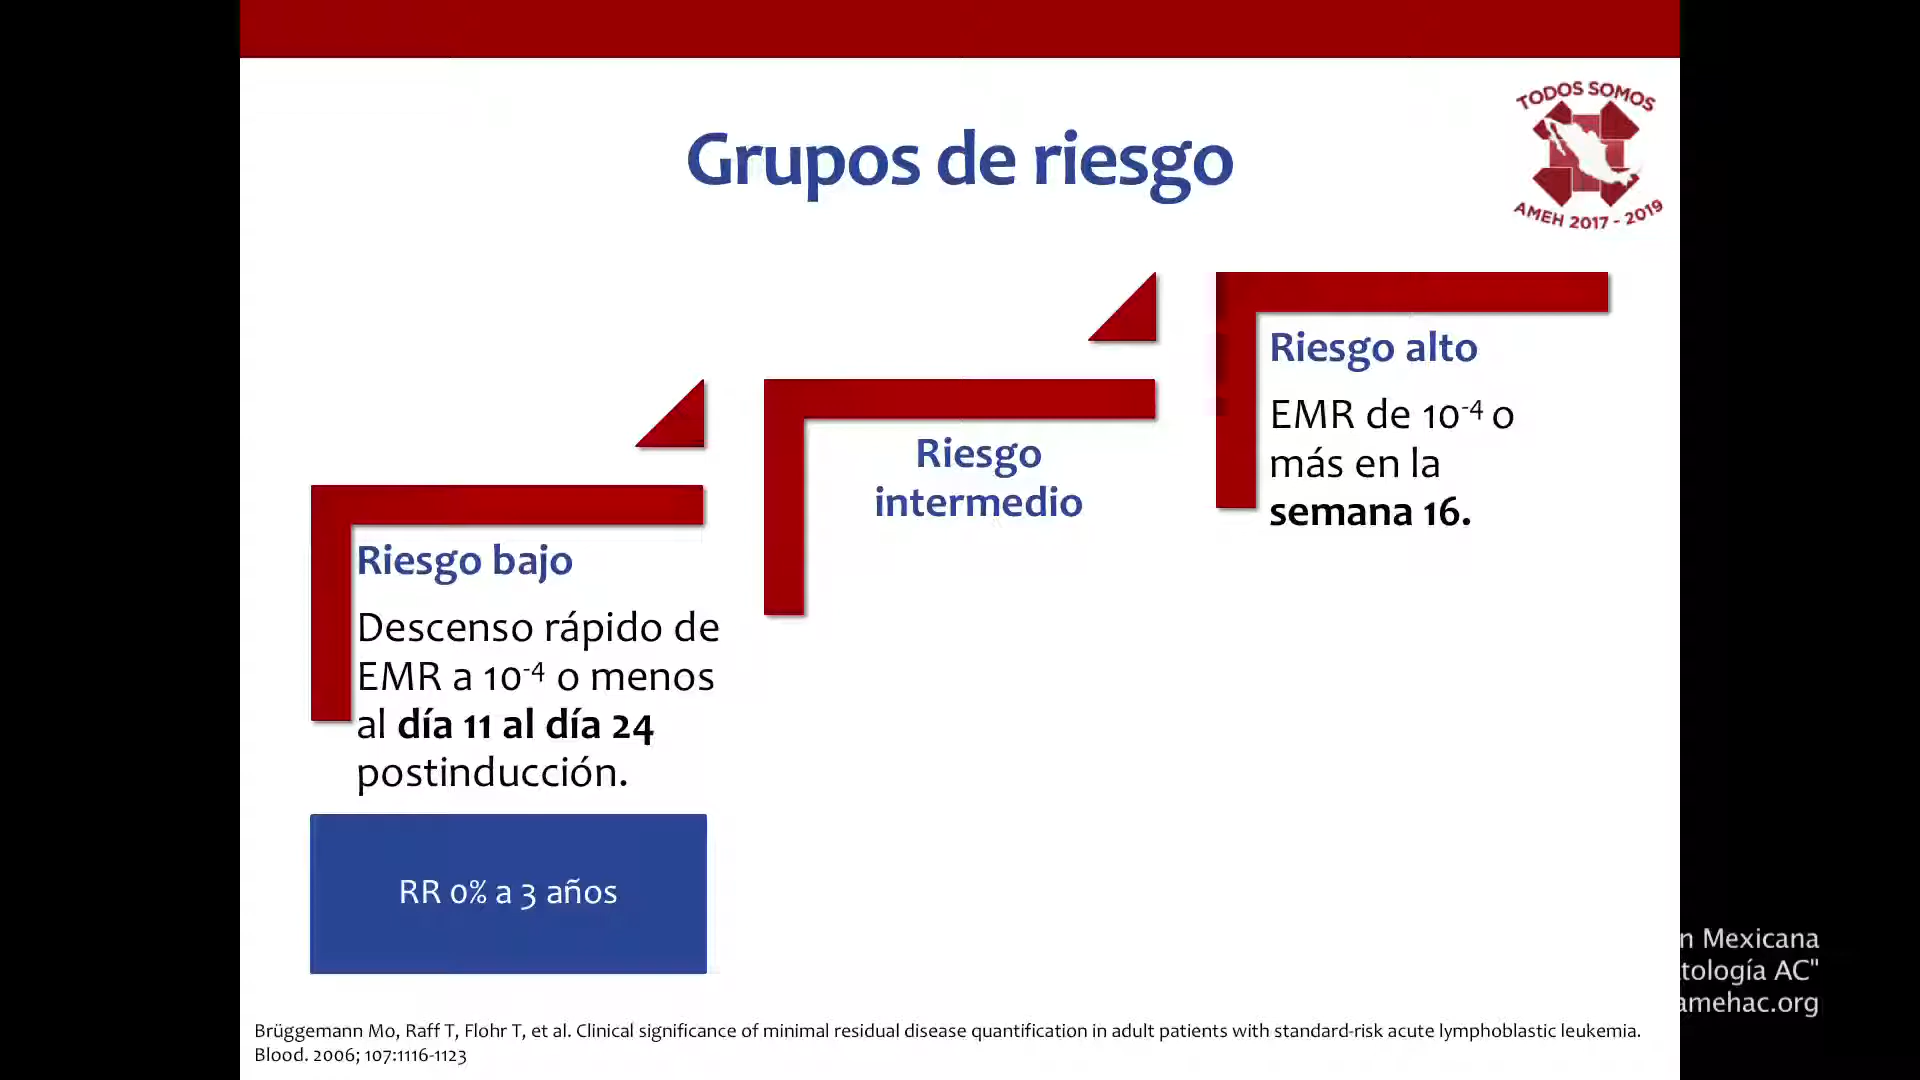 TODOS SOMOS
AMEH 2017 - 2019
Grupos de riesgo
Riesgo bajo
Descenso rápido de
EMR a 10⁻⁴ o menos
al día 11 al día 24
postinducción.
RR 0% a 3 años
Riesgo
intermedio
Riesgo alto
EMR de 10⁻⁴ o
más en la
semana 16.
n Mexicana
tología AC"
amehac.org
Brüggemann Mo, Raff T, Flohr T, et al. Clinical significance of minimal residual disease quantification in adult patients with standard-risk acute lymphoblastic leukemia.
Blood. 2006; 107:1116-1123